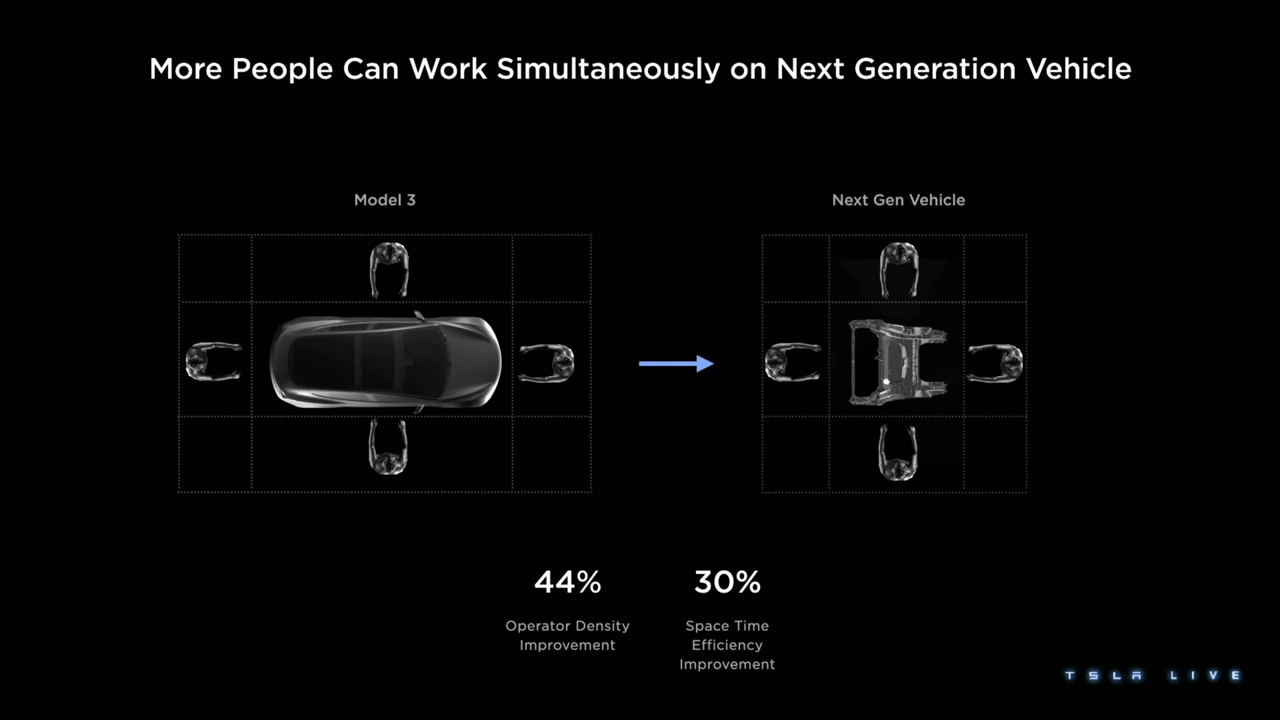 More People Can Work Simultaneously on Next Generation Vehicle
Model 3
Next Gen Vehicle
44%
Operator Density
Improvement
30%
Space Time
Efficiency
Improvement
TSLA LIVE